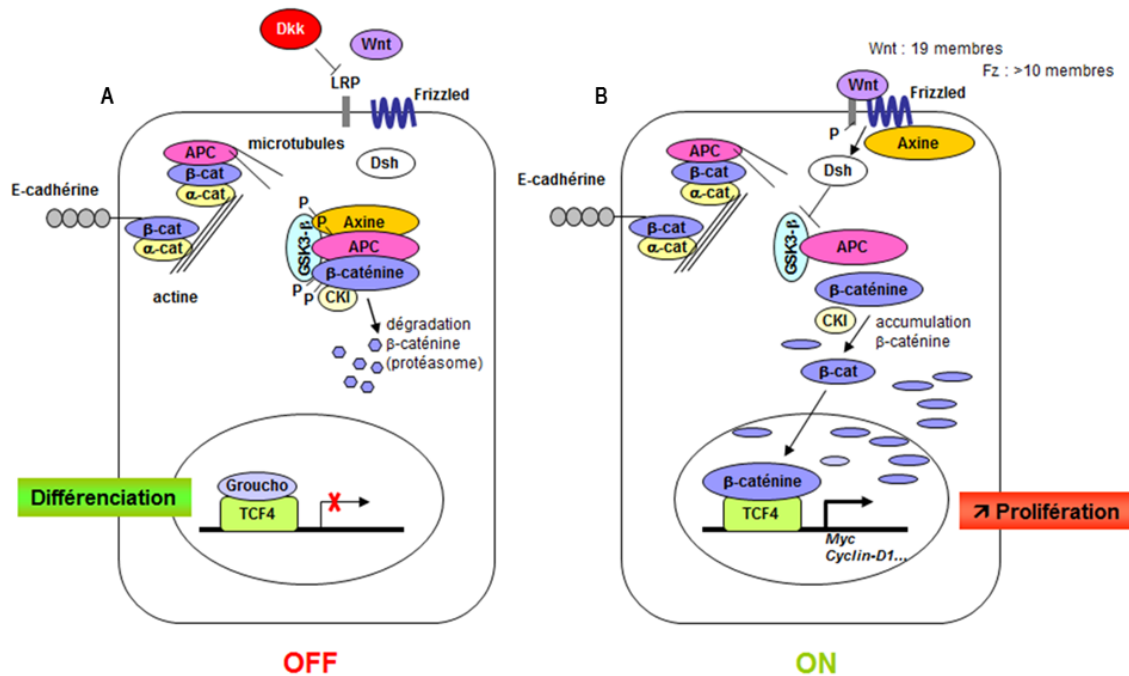 Dkk
Wnt
LRP
A
Frizzled
microtubules
APC
β-cat
α-cat
Dsh
E-cadhérine
β-cat
α-cat
actine
P
P
Axine
GSK3-β
APC
β-caténine
P
P
CKI
dégradation
β-caténine
(protéasome)
Différenciation
Groucho
TCF4
X
OFF
Wnt : 19 membres
Fz : >10 membres
B
Wnt
Frizzled
P
Axine
APC
β-cat
α-cat
Dsh
E-cadhérine
β-cat
α-cat
GSK3-β
APC
β-caténine
CKI
accumulation
β-caténine
β-cat
β-caténine
TCF4
Myc
Cyclin-D1...
↗ Prolifération
ON